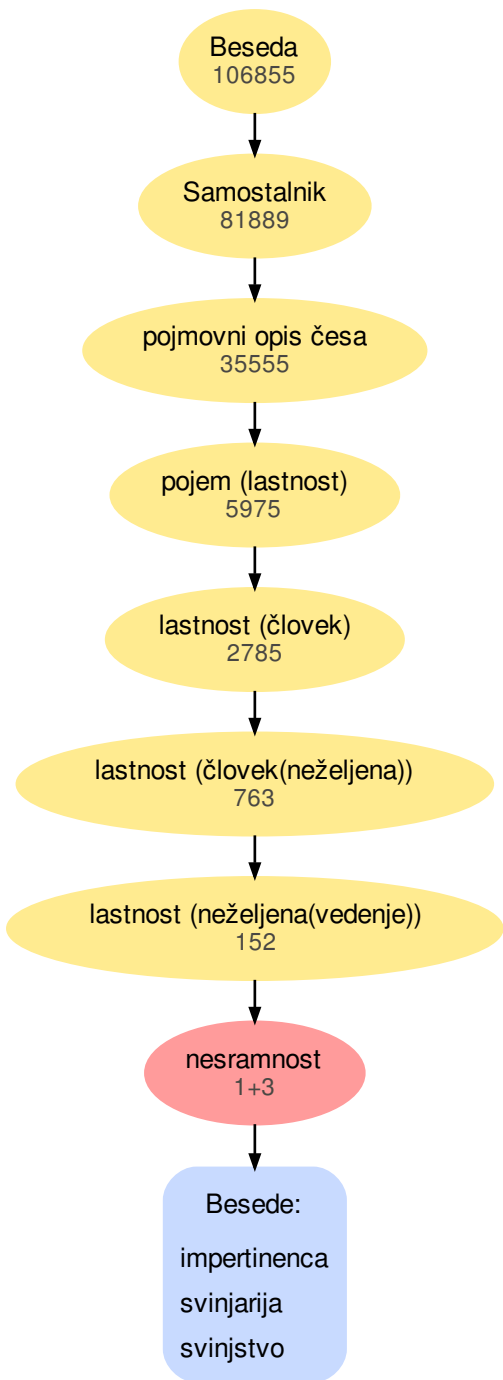 Beseda
106855
Samostalnik
81889
pojmovni opis česa
35555
pojem (lastnost)
5975
lastnost (človek)
2785
lastnost (človek(neželjena))
763
lastnost (neželjena(vedenje))
152
nesramnost
1+3
Besede:
impertinenca
svinjarija
svinjstvo